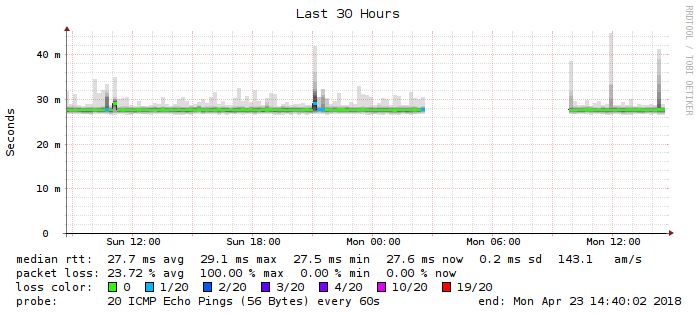 Last 30 Hours
RRDTOOL / TOBI OETIKER
Seconds
40 m
30 m
20 m
10 m
0
Sun 12:00 Sun 18:00 Mon 00:00 Mon 06:00 Mon 12:00
median rtt: 27.7 ms avg 29.1 ms max 27.5 ms min 27.6 ms now 0.2 ms sd 143.1 am/s
packet loss: 23.72 % avg 100.00 % max 0.00 % min 0.00 % now
loss color: 0 1/20 2/20 3/20 4/20 10/20 19/20
probe: 20 ICMP Echo Pings (56 Bytes) every 60s end: Mon Apr 23 14:40:02 2018